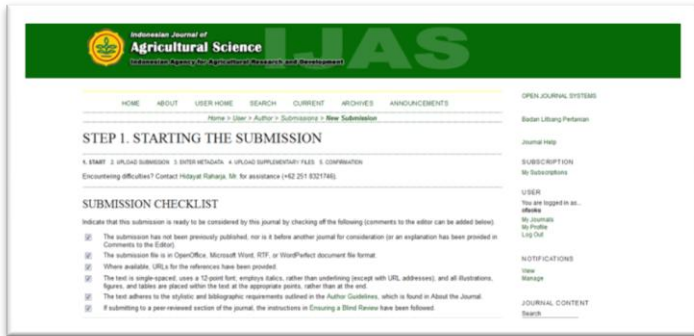 Indonesian Journal of
Agricultural Science
Indonesian Agency for Agricultural Research and Development
IJAS
HOME ABOUT USER HOME SEARCH CURRENT ARCHIVES ANNOUNCEMENTS
Home > User > Author > Submissions > New Submission
STEP 1. STARTING THE SUBMISSION
1. START 2. UPLOAD SUBMISSION 3. ENTER METADATA 4. UPLOAD SUPPLEMENTARY FILES 5. CONFIRMATION
Encountering difficulties? Contact Hidayat Raharja, Mr. for assistance (+62 251 8321746).
SUBMISSION CHECKLIST
Indicate that this submission is ready to be considered by this journal by checking off the following (comments to the editor can be added below).
The submission has not been previously published, nor is it before another journal for consideration (or an explanation has been provided in
Comments to the Editor).
The submission file is in OpenOffice, Microsoft Word, RTF, or WordPerfect document file format.
Where available, URLs for the references have been provided.
The text is single-spaced; uses a 12-point font; employs italics, rather than underlining (except with URL addresses); and all illustrations,
figures, and tables are placed within the text at the appropriate points, rather than at the end.
The text adheres to the stylistic and bibliographic requirements outlined in the Author Guidelines, which is found in About the Journal.
If submitting to a peer-reviewed section of the journal, the instructions in Ensuring a Blind Review have been followed.
OPEN JOURNAL SYSTEMS
Badan Litbang Pertanian
Journal Help
SUBSCRIPTION
My Subscriptions
USER
You are logged in as...
My Journals
My Profile
Log Out
NOTIFICATIONS
View
Manage
JOURNAL CONTENT
Search